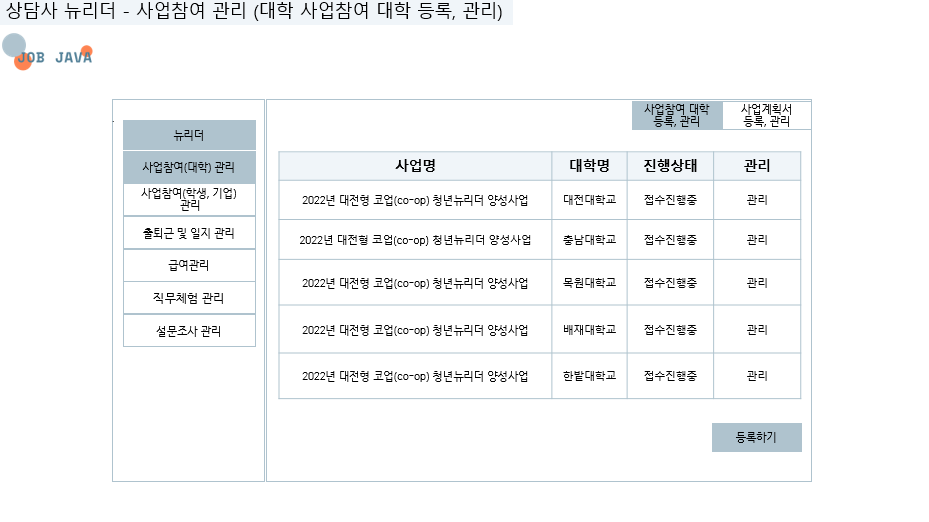 상담사 뉴리더 - 사업참여 관리 (대학 사업참여 대학 등록, 관리)
JOB JAVA
뉴리더
사업참여(대학) 관리
사업참여(학생, 기업)
관리
출퇴근 및 일지 관리
급여관리
직무체험 관리
설문조사 관리
사업참여 대학
등록, 관리
사업계획서
등록, 관리
사업명 대학명 진행상태 관리
2022년 대전형 코업(co-op) 청년뉴리더 양성사업 대전대학교 접수진행중 관리
2022년 대전형 코업(co-op) 청년뉴리더 양성사업 충남대학교 접수진행중 관리
2022년 대전형 코업(co-op) 청년뉴리더 양성사업 목원대학교 접수진행중 관리
2022년 대전형 코업(co-op) 청년뉴리더 양성사업 배재대학교 접수진행중 관리
2022년 대전형 코업(co-op) 청년뉴리더 양성사업 한밭대학교 접수진행중 관리
등록하기